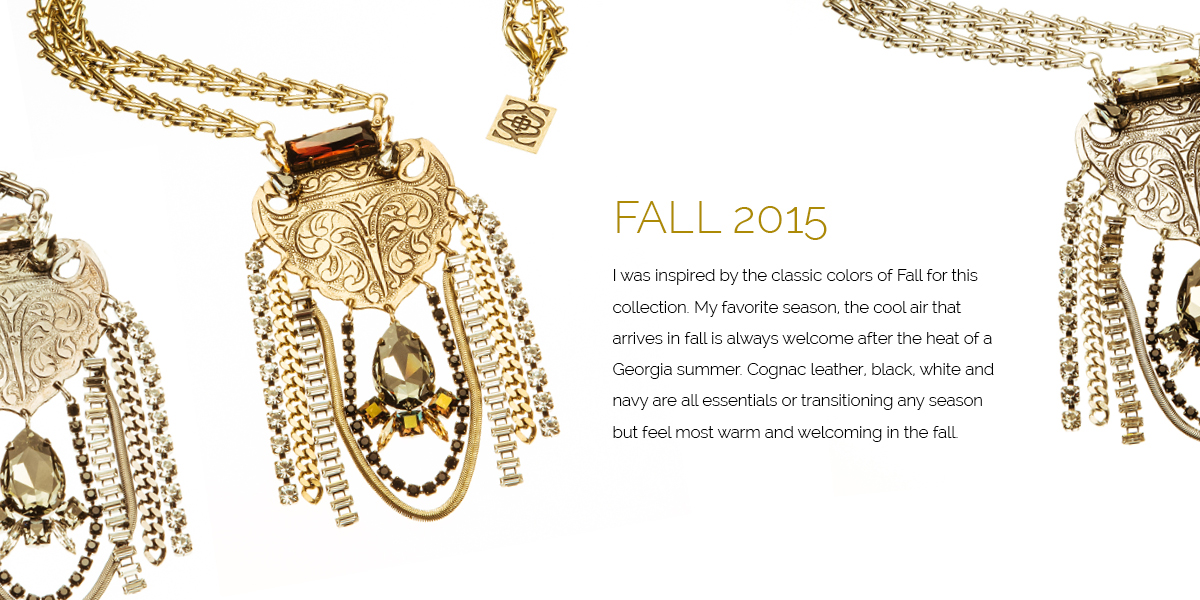 FALL 2015
I was inspired by the classic colors of Fall for this
collection. My favorite season, the cool air that
arrives in fall is always welcome after the heat of a
Georgia summer. Cognac leather, black, white and
navy are all essentials or transitioning any season
but feel most warm and welcoming in the fall.